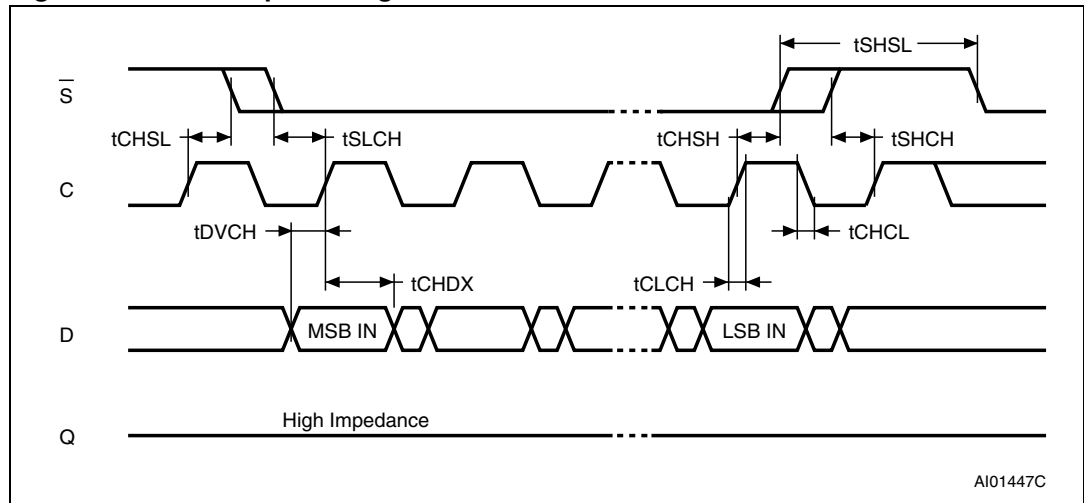 tSHSL
S
tCHSL
tSLCH
tCHSH
tSHCH
C
tDVCH
tCHCL
tCHDX
tCLCH
D
MSB IN
LSB IN
High Impedance
Q
AI01447C